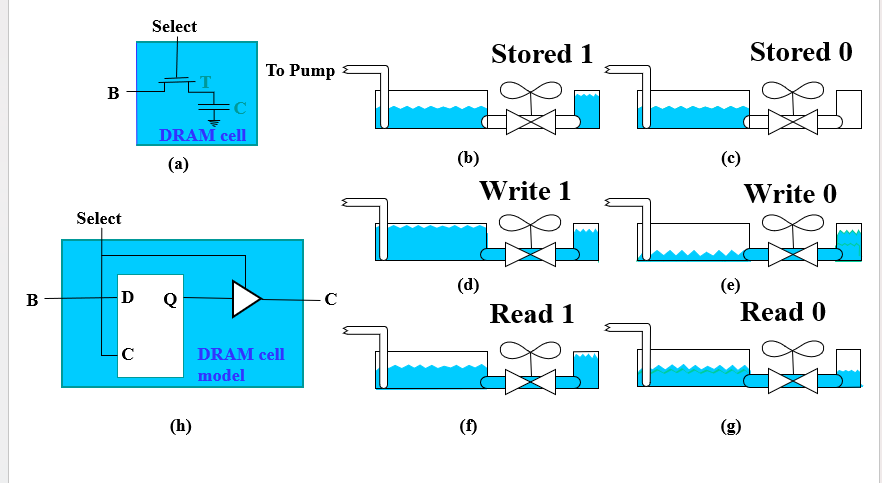 Select
B
T
C
DRAM cell
(a)
To Pump
Stored 1
(b)
Stored 0
(c)
Write 1
(d)
Write 0
(e)
Select
B
D Q
C
C
DRAM cell
model
(h)
Read 1
(f)
Read 0
(g)